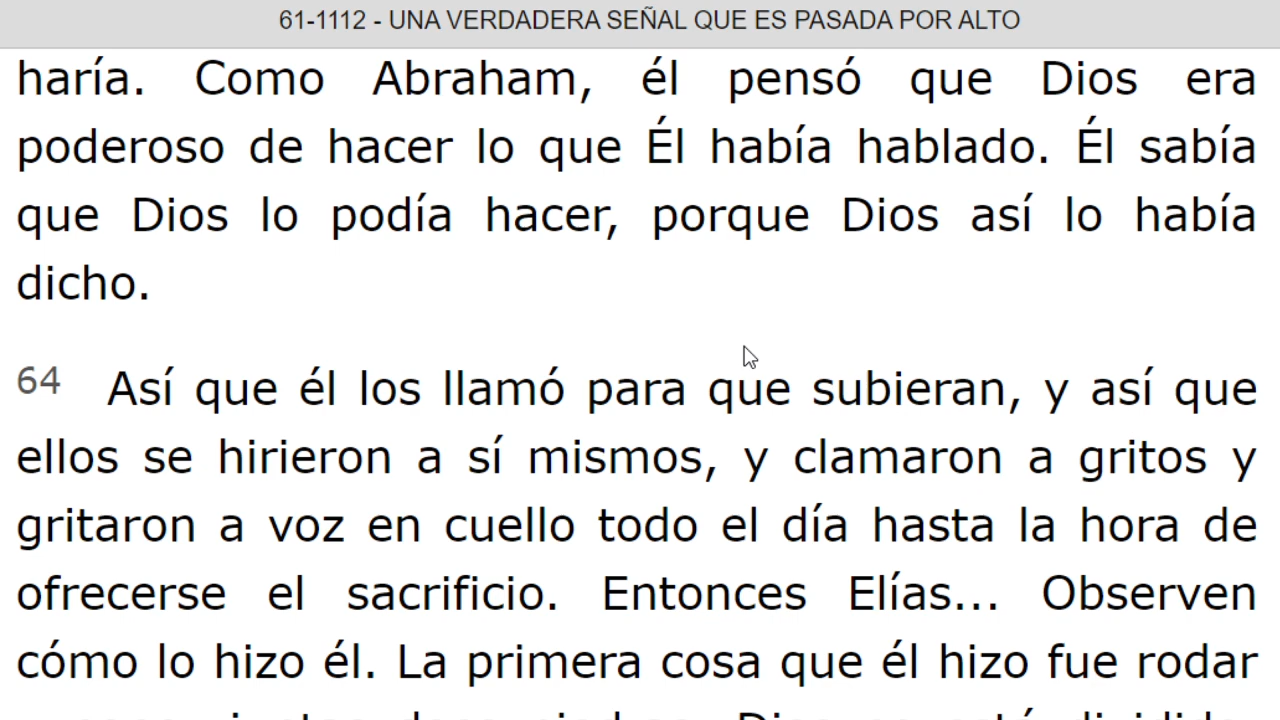 61-1112 - UNA VERDADERA SEÑAL QUE ES PASADA POR ALTO
haría. Como Abraham, él pensó que Dios era
poderoso de hacer lo que Él había hablado. Él sabía
que Dios lo podía hacer, porque Dios así lo había
dicho.
64 Así que él los llamó para que subieran, y así que
ellos se hirieron a sí mismos, y clamaron a gritos y
gritaron a voz en cuello todo el día hasta la hora de
ofrecerse el sacrificio. Entonces Elías... Observen
cómo lo hizo él. La primera cosa que él hizo fue rodar